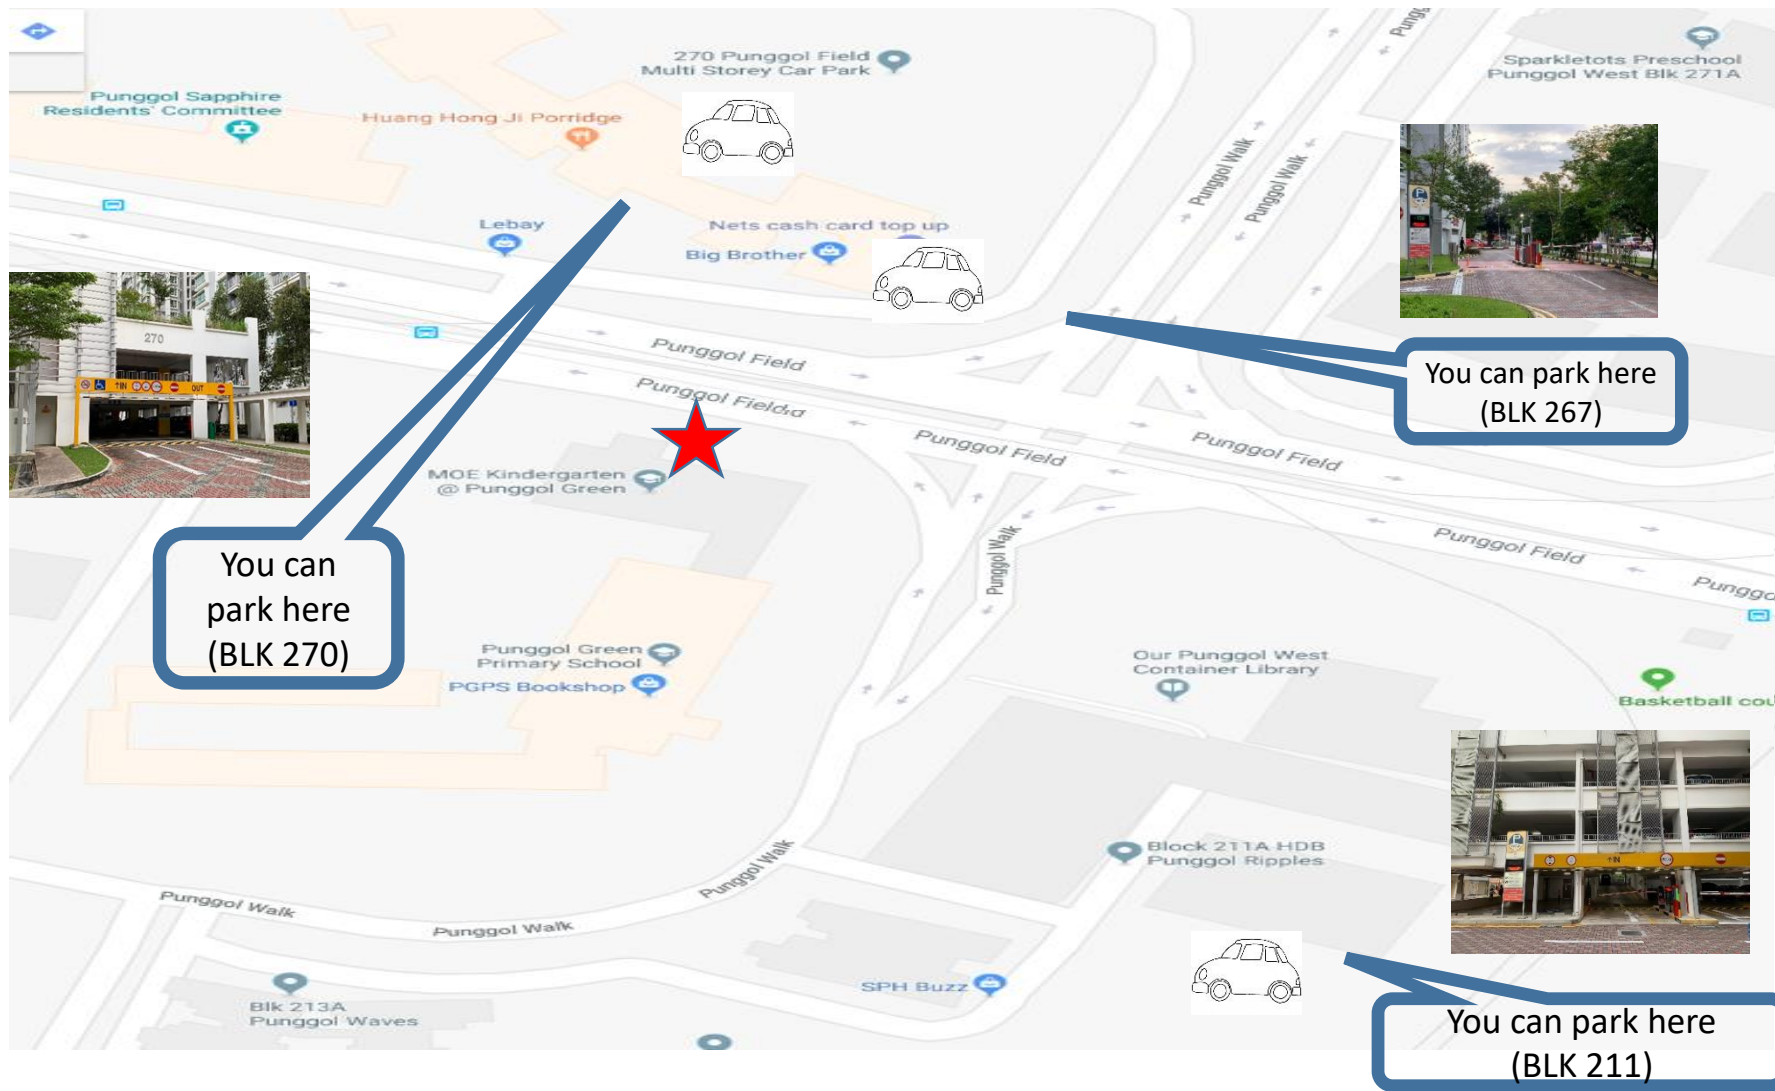 270 Punggol Field
Multi Storey Car Park
Sparkletots Preschool
Punggol West Blk 271A
Punggol Sapphire
Residents' Committee
Huang Hong Ji Porridge
Punggol Walk
Punggol Walk
Lebay
Nets cash card top up
Big Brother
270
IN
OUT
You can park here
(BLK 267)
Punggol Field
Punggol Field
Punggol Field
Punggol Field
MOE Kindergarten
@ Punggol Green
Punggol Walk
Punggol Field
You can
park here
(BLK 270)
Punggol Green
Primary School
PGPS Bookshop
Our Punggol West
Container Library
Basketball cou
Block 211A HDB
Punggol Ripples
IN
Punggol Walk
Punggol Walk
Punggol Walk
SPH Buzz
Blk 213A
Punggol Waves
You can park here
(BLK 211)